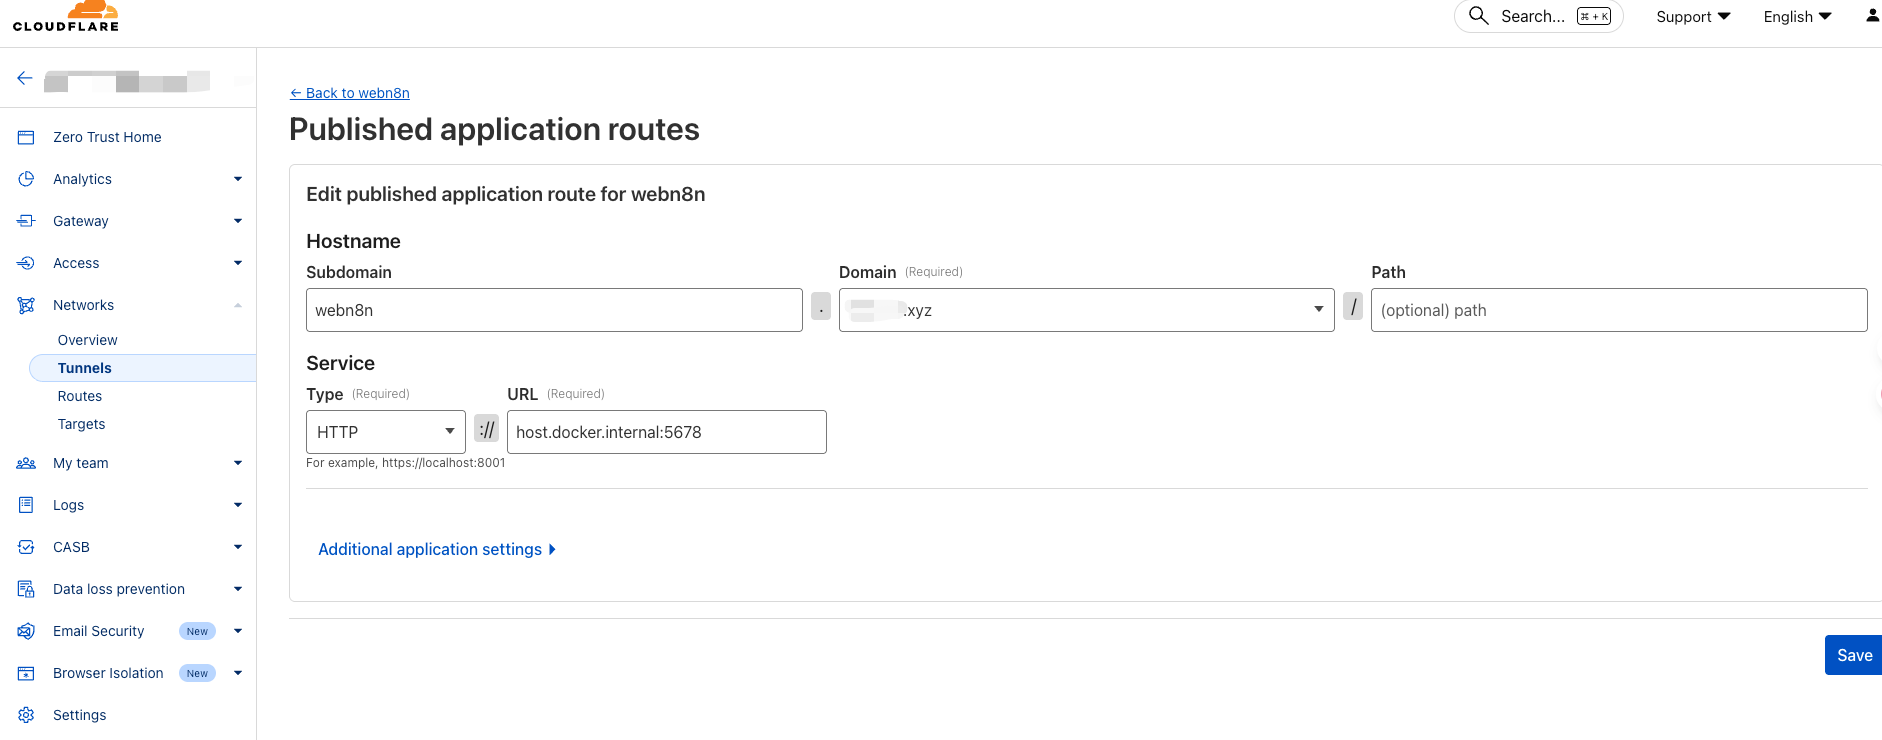 CLOUDFLARE
Search... ⌘ + K
Support
English
Zero Trust Home
Analytics
Gateway
Access
Networks
Overview
Tunnels
Routes
Targets
My team
Logs
CASB
Data loss prevention
Email Security New
Browser Isolation New
Settings
← Back to webn8n
Published application routes
Edit published application route for webn8n
Hostname
Subdomain Domain (Required) Path
webn8n . .xyz / (optional) path
Service
Type (Required) URL (Required)
HTTP :// host.docker.internal:5678
For example, https://localhost:8001
Additional application settings
Save